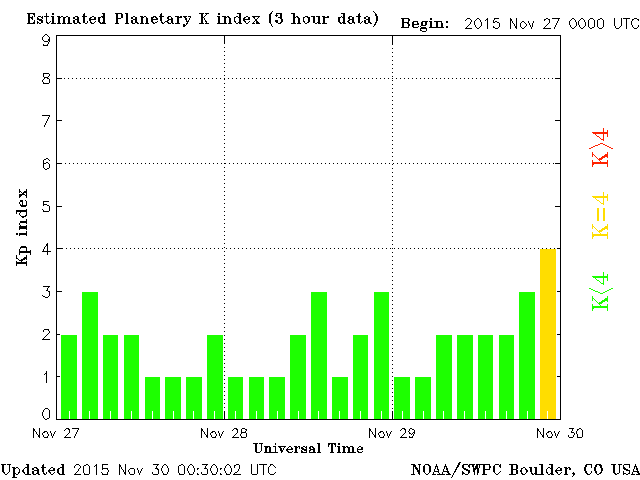 Estimated Planetary K index (3 hour data)
Begin: 2015 Nov 27 0000 UTC
9
8
7
6
5
4
3
2
1
0
Kp index
K>4
K=4
K<4
Nov 27
Nov 28
Nov 29
Nov 30
Universal Time
Updated 2015 Nov 30 00:30:02 UTC
NOAA/SWPC Boulder, CO USA